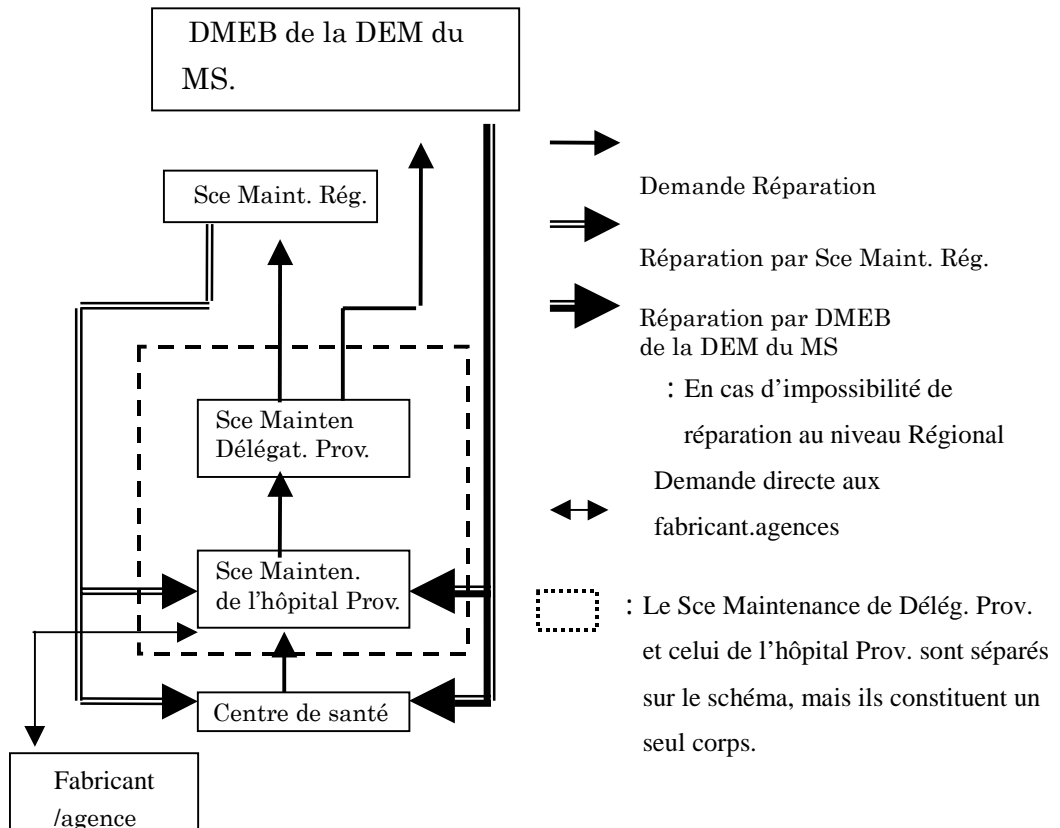 DMEB de la DEM du
MS.
Sce Maint. Rég.
Sce Mainten
Délégat. Prov.
Sce Mainten.
de l'hôpital Prov.
Centre de santé
Fabricant
/agence
Demande Réparation
Réparation par Sce Maint. Rég.
Réparation par DMEB
de la DEM du MS
: En cas d’impossibilité de
réparation au niveau Régional
Demande directe aux
fabricant.agences
: Le Sce Maintenance de Délég. Prov.
et celui de l’hôpital Prov. sont séparés
sur le schéma, mais ils constituent un
seul corps.